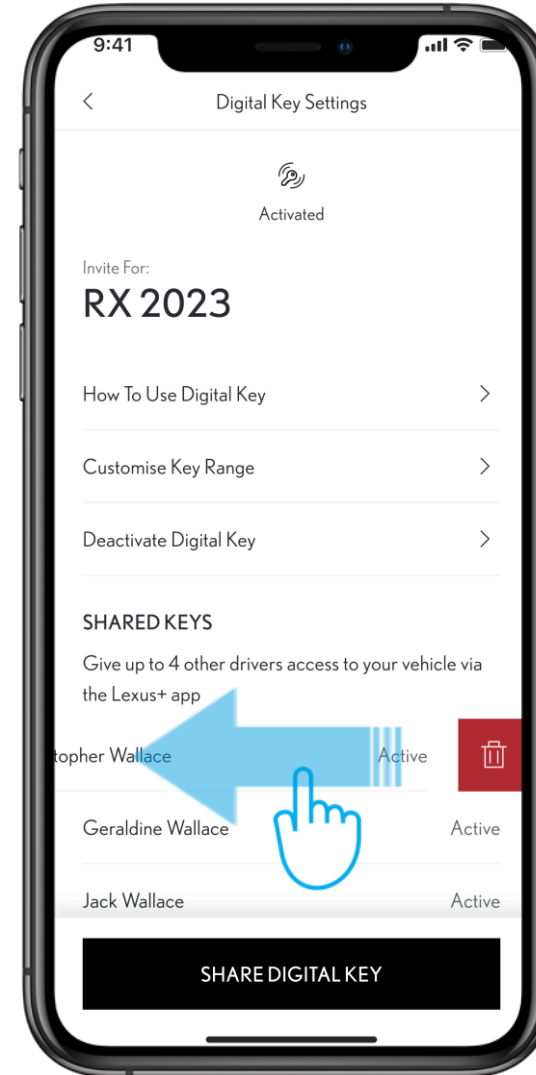 9:41
Digital Key Settings
Activated
Invite For:
RX 2023
How To Use Digital Key
Customise Key Range
Deactivate Digital Key
SHARED KEYS
Give up to 4 other drivers access to your vehicle via
the Lexus+ app
topher Wallace Active
Geraldine Wallace Active
Jack Wallace Active
SHARE DIGITAL KEY